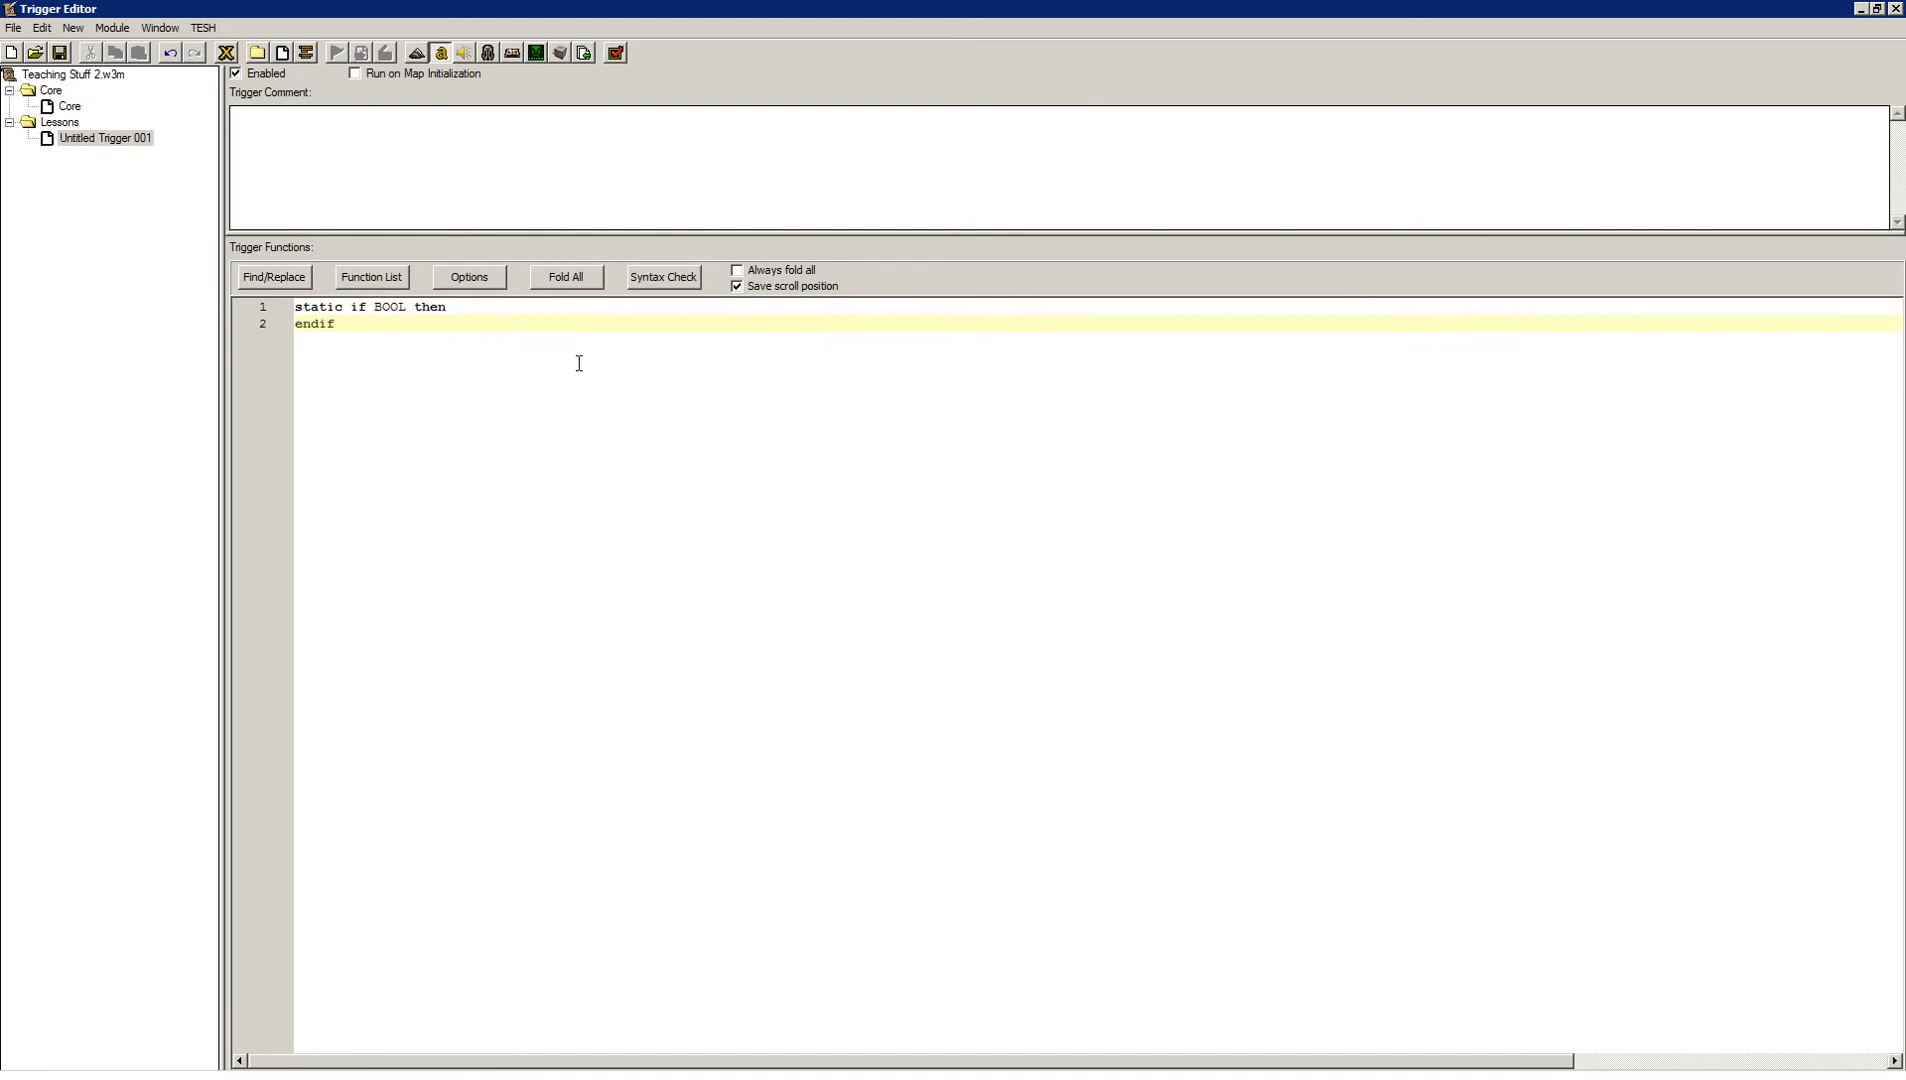 Trigger Editor
File Edit New Module Window TESH
Teaching Stuff 2.w3m
Core
Core
Lessons
Untitled Trigger 001
Enabled Run on Map Initialization
Trigger Comment:
Trigger Functions:
Find/Replace Function List Options Fold All Syntax Check
Always fold all
Save scroll position
1 static if BOOL then
2 endif